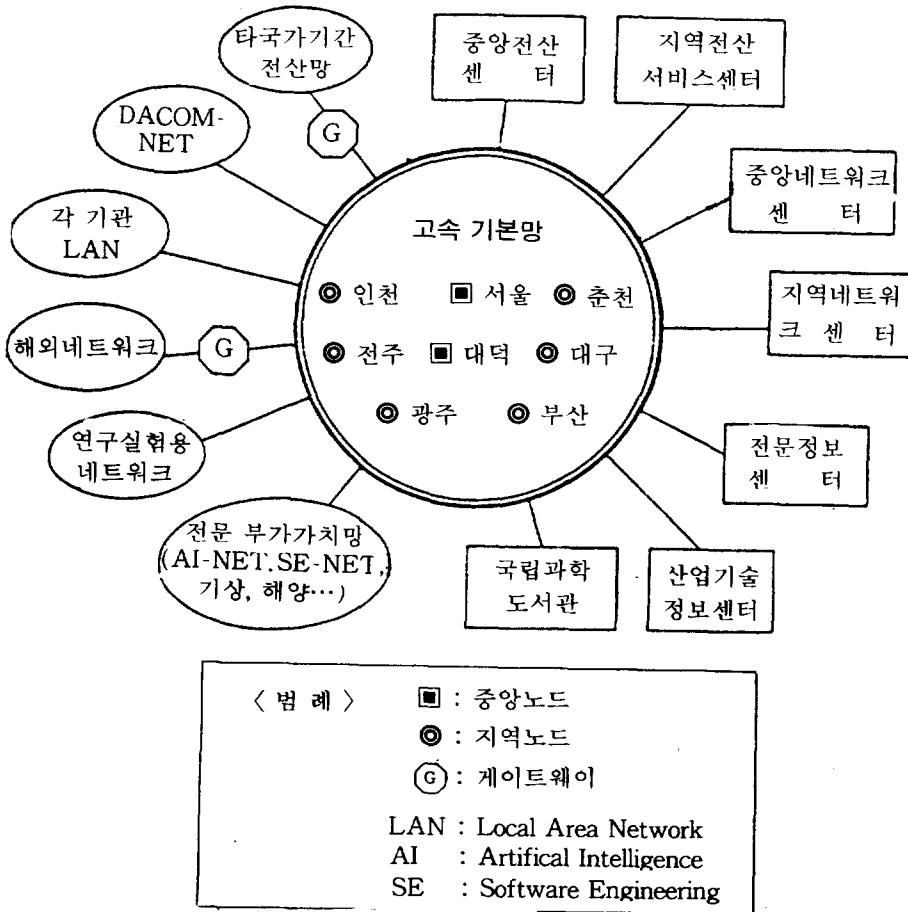 타국가기간
전산망
중앙전산
센 터
지역전산
서비스센터
DACOM-
NET
G
중앙네트워크
센 터
각 기관
LAN
고속 기본망
인천 서울 춘천
지역네트워
크 센 터
해외네트워크
G
전주 대덕 대구
광주 부산
연구실험용
네트워크
전문정보
센 터
전문 부가가치망
(AI-NET.SE-NET,
기상, 해양…)
국립과학
도서관
산업기술
정보센터
〈 범 례 〉 ▣ : 중앙노드
◎ : 지역노드
G : 게이트웨이
LAN : Local Area Network
AI : Artifical Intelligence
SE : Software Engineering